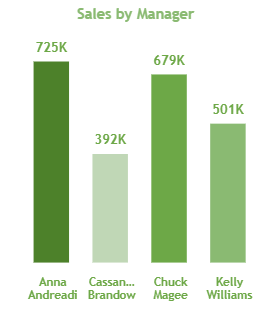 Sales by Manager
725K
392K
679K
501K
Anna
Andreadi
Cassan...
Brandow
Chuck
Magee
Kelly
Williams